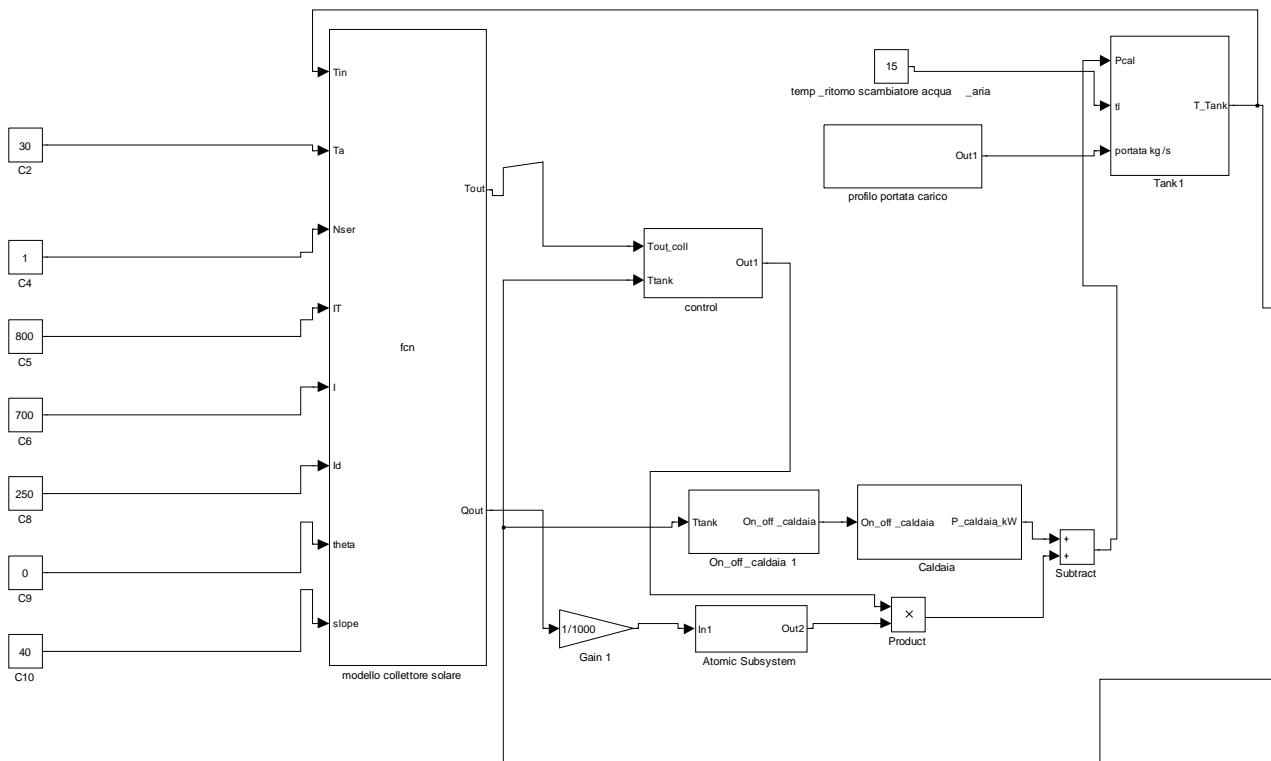 30
C2
1
C4
800
C5
700
C6
250
C8
0
C9
40
C10
Tin
Ta
Nser
IT
I
Id
theta
slope
fcn
Tout
Qout
modello collettore solare
15
temp _ritorno scambiatore acqua _aria
Out1
profilo portata carico
Pcal
tl
portata kg/s
T_Tank
Tank1
Tout_coll
Ttank
Out1
control
Ttank
On_off _caldaia
On_off _caldaia 1
On_off _caldaia
P_caldaia_kW
Caldaia
+
+
Subtract
1/1000
Gain 1
In1
Out2
Atomic Subsystem
×
Product